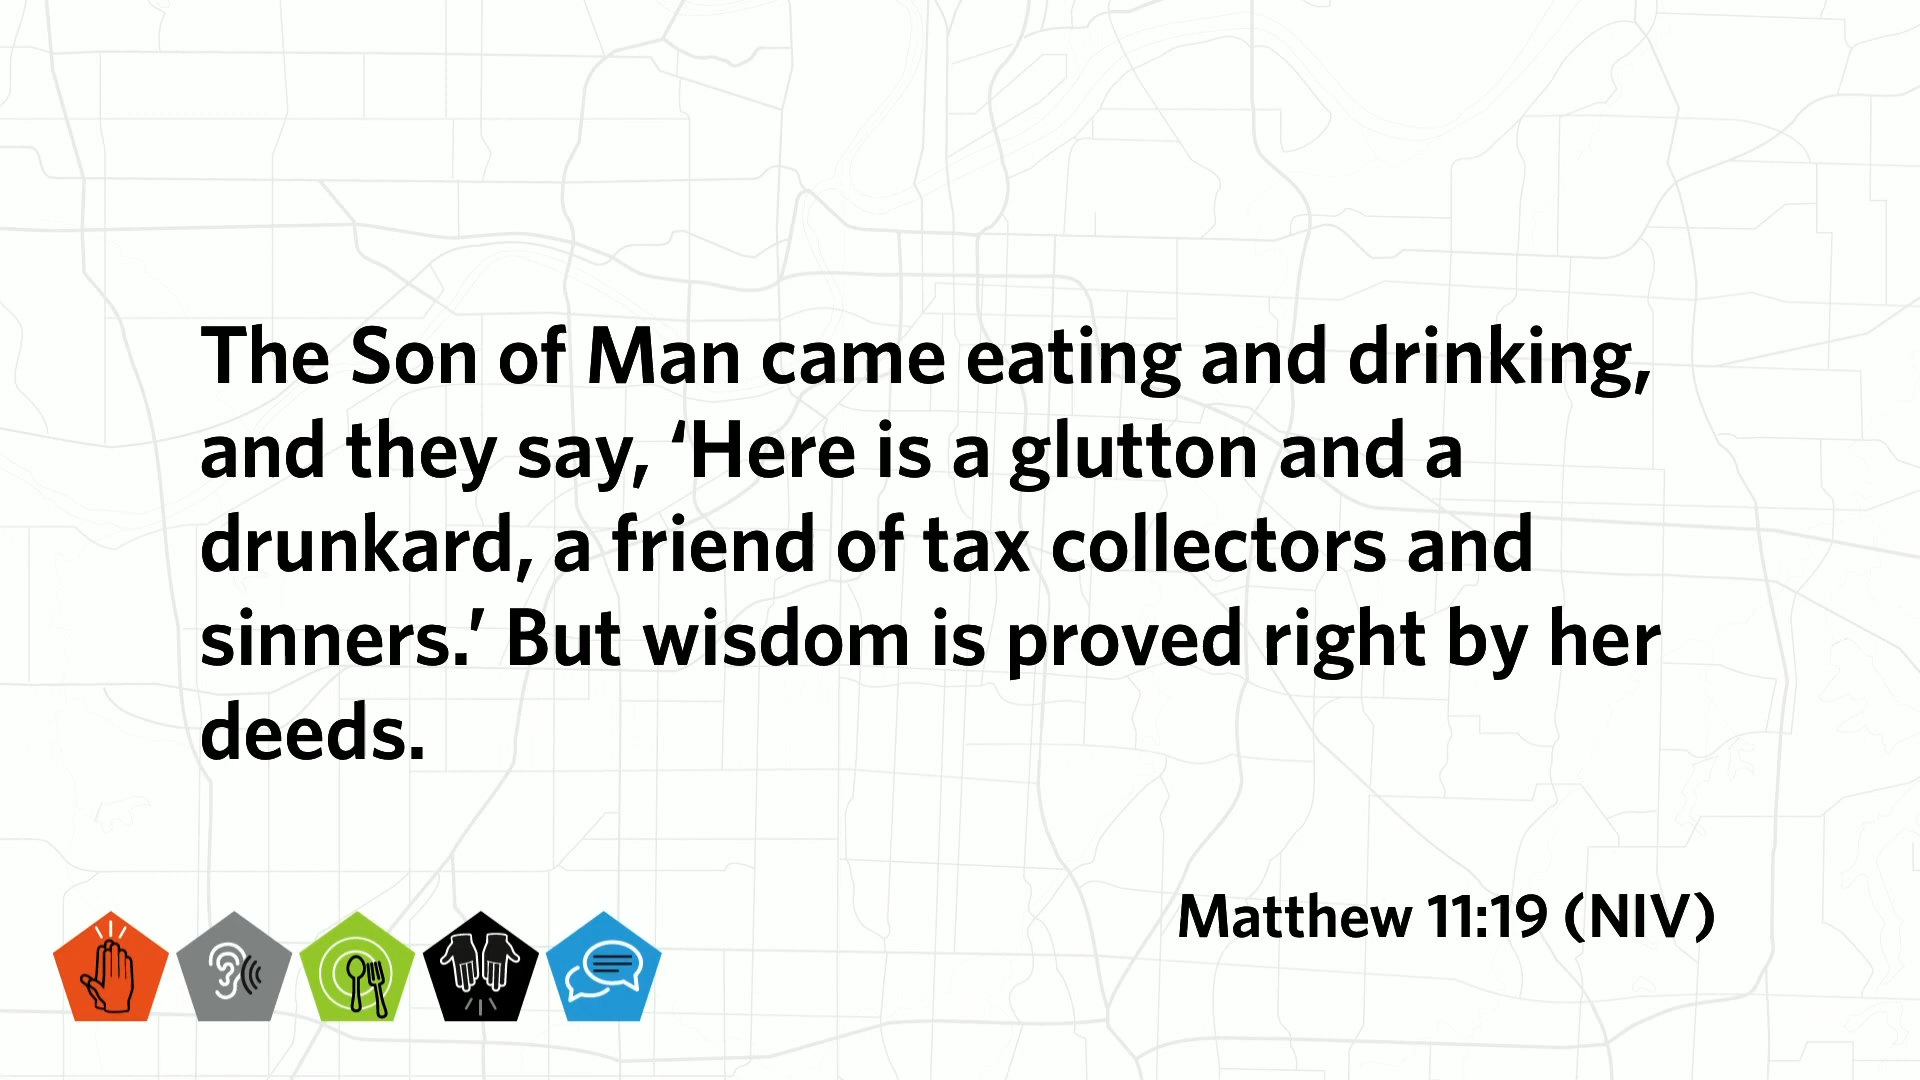 The Son of Man came eating and drinking,
and they say, ‘Here is a glutton and a
drunkard, a friend of tax collectors and
sinners.’ But wisdom is proved right by her
deeds.
Matthew 11:19 (NIV)